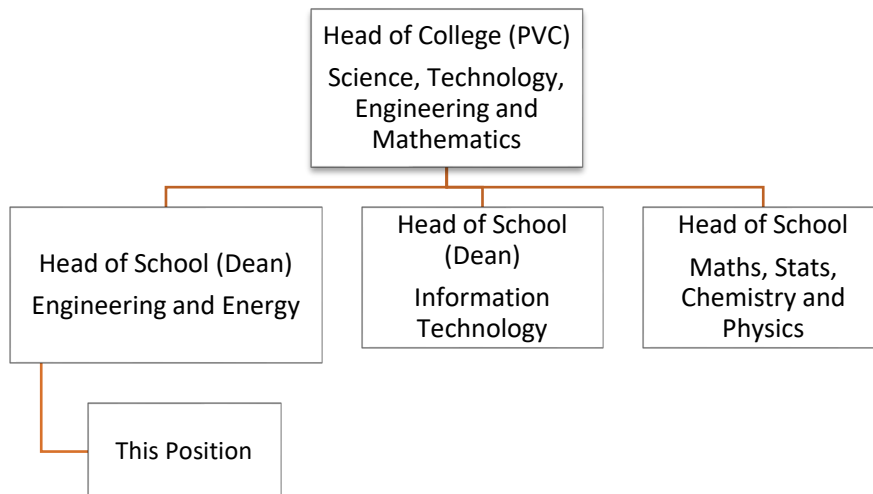 Head of College (PVC)
Science, Technology,
Engineering and
Mathematics
Head of School (Dean)
Engineering and Energy
Head of School
(Dean)
Information
Technology
Head of School
Maths, Stats,
Chemistry and
Physics
This Position